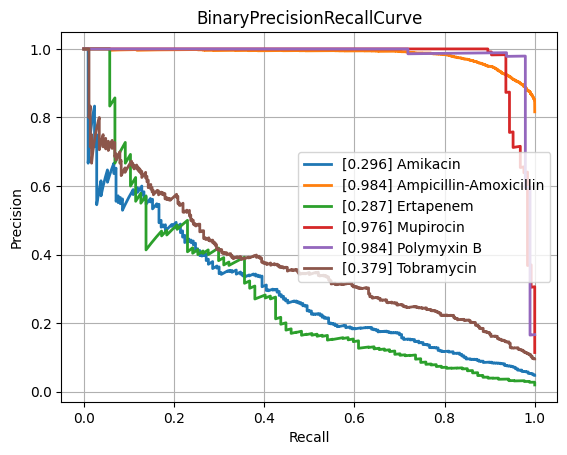 BinaryPrecisionRecallCurve
Precision
1.0
0.8
0.6
0.4
0.2
0.0
[0.296] Amikacin
[0.984] Ampicillin-Amoxicillin
[0.287] Ertapenem
[0.976] Mupirocin
[0.984] Polymyxin B
[0.379] Tobramycin
0.0 0.2 0.4 0.6 0.8 1.0
Recall